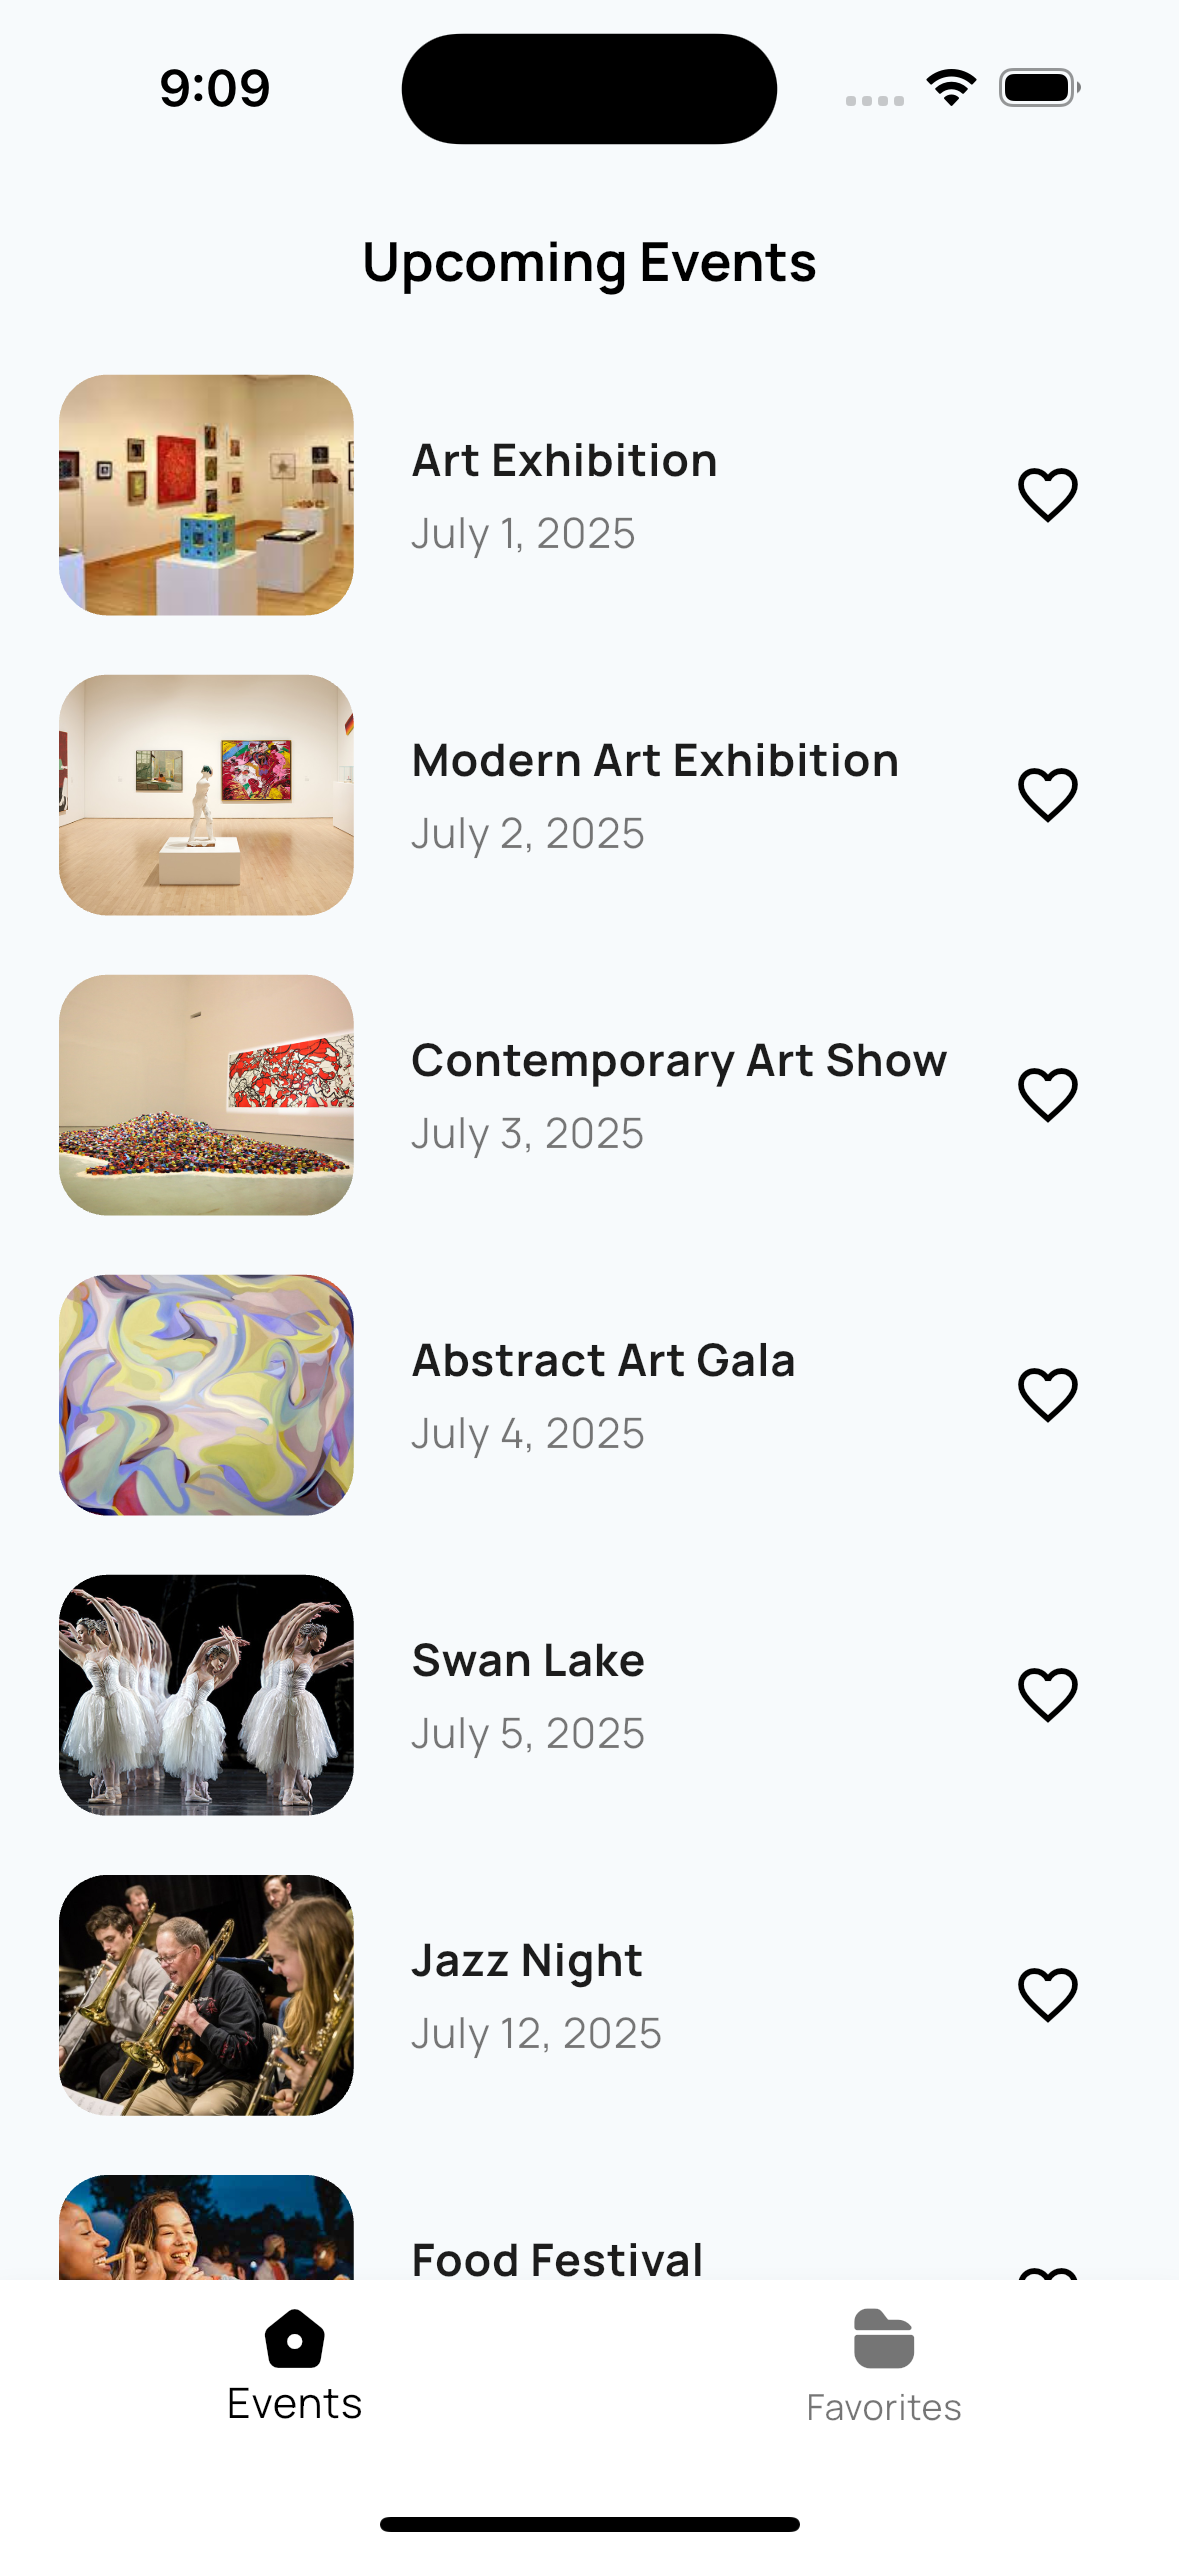 9:09
Upcoming Events
Art Exhibition
July 1, 2025
Modern Art Exhibition
July 2, 2025
Contemporary Art Show
July 3, 2025
Abstract Art Gala
July 4, 2025
Swan Lake
July 5, 2025
Jazz Night
July 12, 2025
Food Festival
Events
Favorites